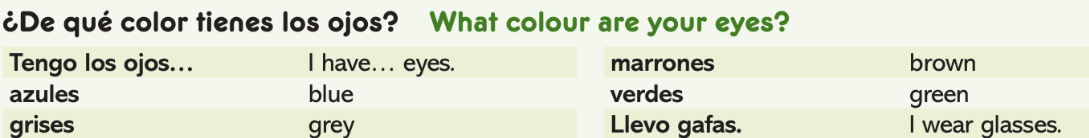 ¿De qué color tienes los ojos? What colour are your eyes?
Tengo los ojos… I have… eyes.
azules blue
grises grey
marrones brown
verdes green
Llevo gafas. I wear glasses.